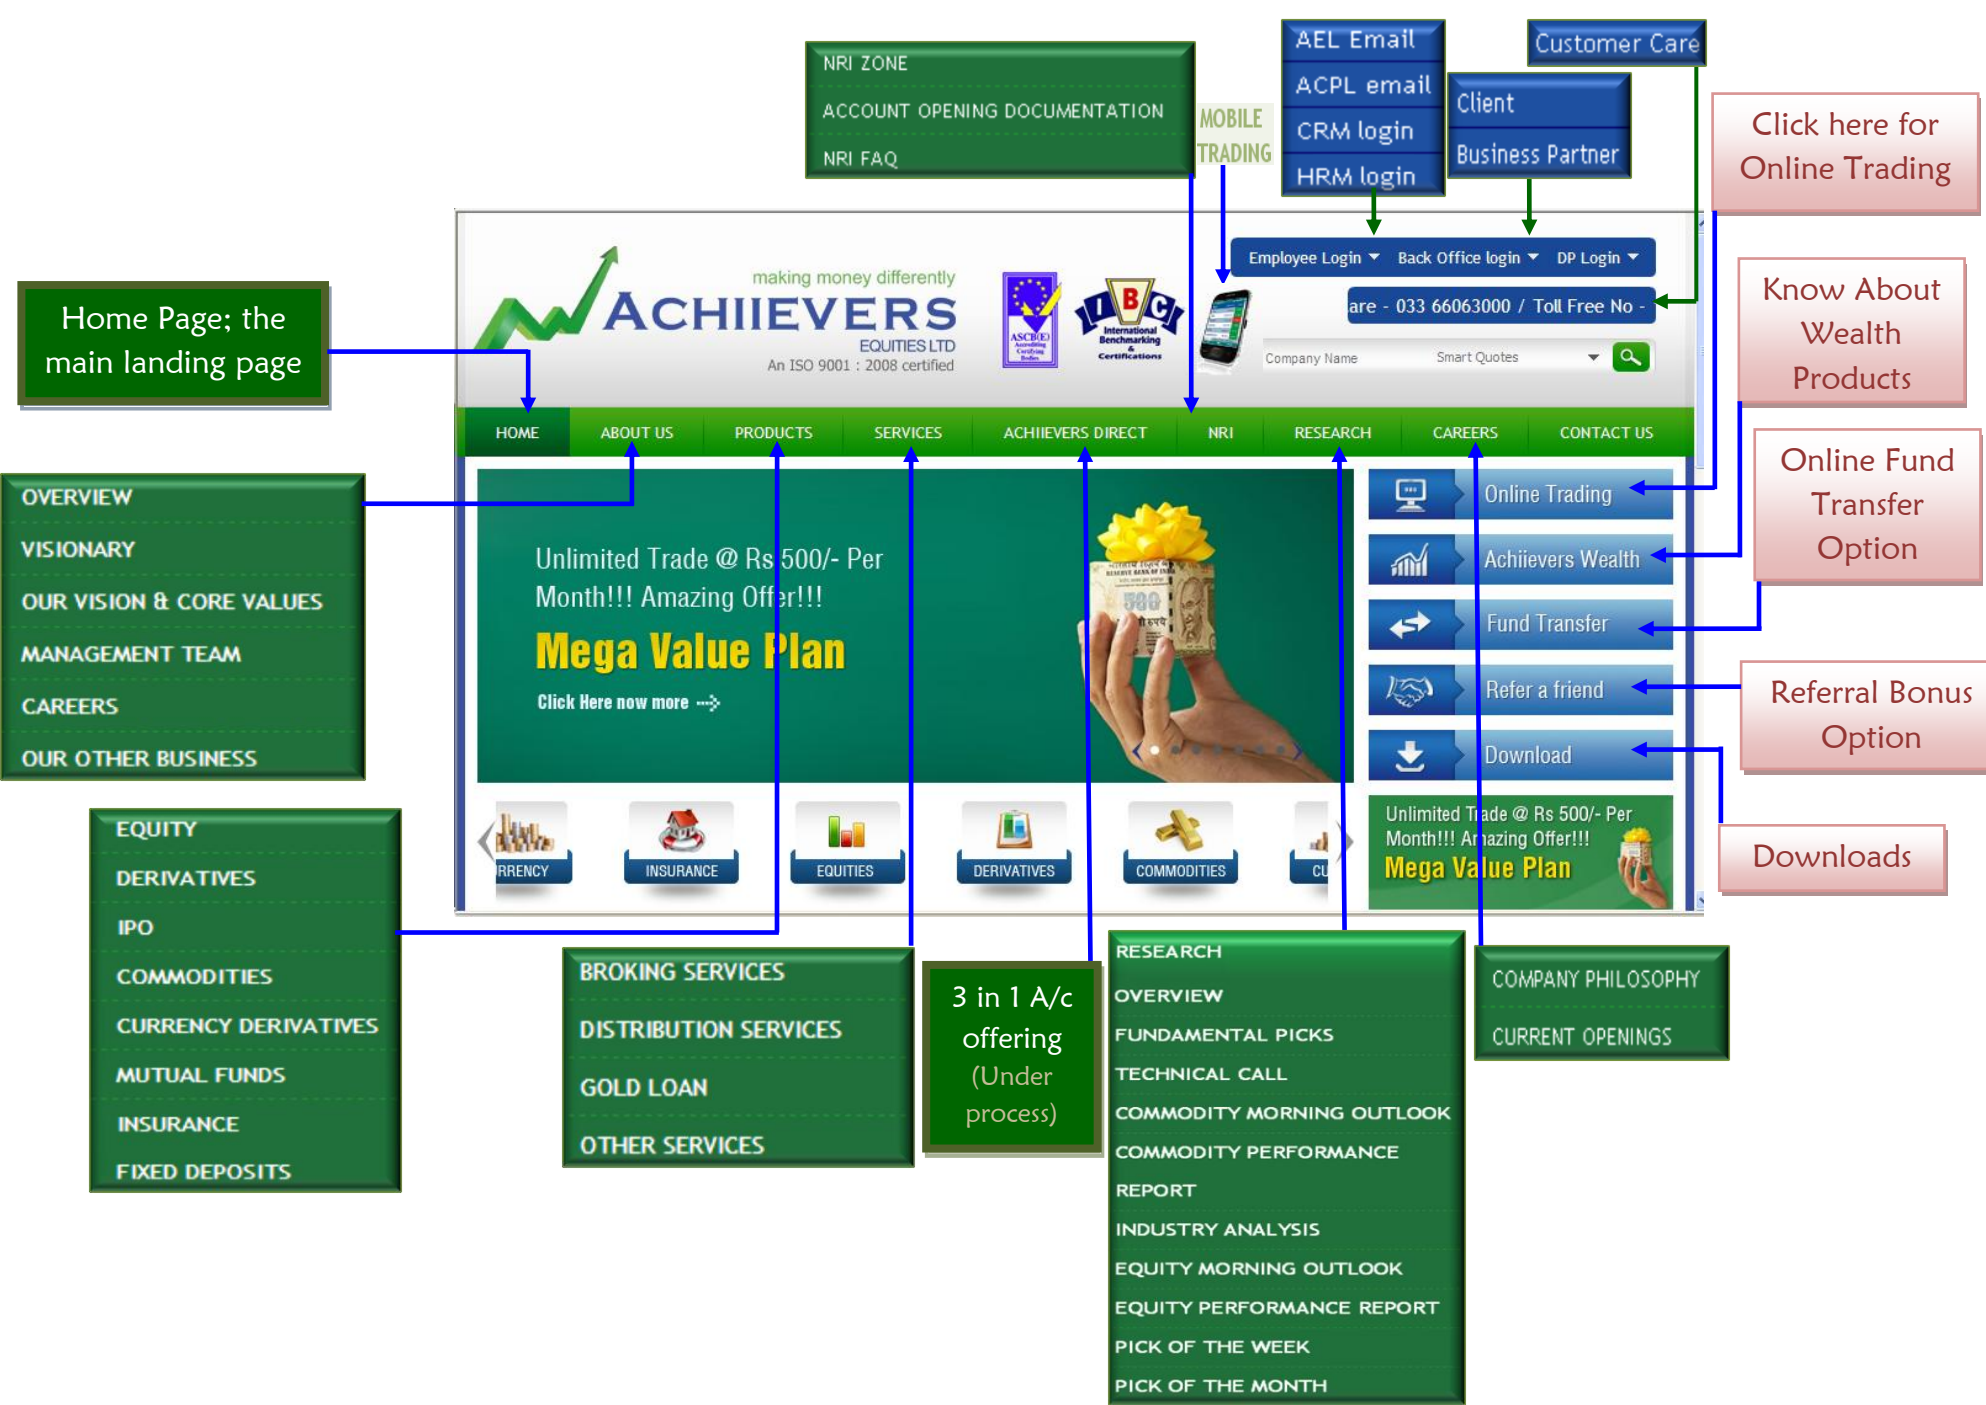 AEL Email
ACPL email
CRM login
HRM login
Customer Care
NRI ZONE
ACCOUNT OPENING DOCUMENTATION
NRI FAQ
MOBILE
TRADING
Client
Business Partner
Click here for
Online Trading
Know About
Wealth
Products
Online Fund
Transfer
Option
Referral Bonus
Option
Downloads
Home Page; the
main landing page
making money differently
ACHIIEVERS
EQUITIES LTD
An ISO 9001 : 2008 certified
ASCB(E)
Accrediting
Certifying
Bodies
IBC
International
Benchmarking
&
Certifications
Employee Login
Back Office login
DP Login
are - 033 66063000 / Toll Free No -
Company Name
Smart Quotes
HOME
ABOUT US
PRODUCTS
SERVICES
ACHIIEVERS DIRECT
NRI
RESEARCH
CAREERS
CONTACT US
OVERVIEW
VISIONARY
OUR VISION & CORE VALUES
MANAGEMENT TEAM
CAREERS
OUR OTHER BUSINESS
Unlimited Trade @ Rs 500/- Per
Month!!! Amazing Offer!!!
Mega Value Plan
Click Here now more
Online Trading
Achiievers Wealth
Fund Transfer
Refer a friend
Download
RRENCY
INSURANCE
EQUITIES
DERIVATIVES
COMMODITIES
CU
Unlimited Trade @ Rs 500/- Per
Month!!! Amazing Offer!!!
Mega Value Plan
EQUITY
DERIVATIVES
IPO
COMMODITIES
CURRENCY DERIVATIVES
MUTUAL FUNDS
INSURANCE
FIXED DEPOSITS
BROKING SERVICES
DISTRIBUTION SERVICES
GOLD LOAN
OTHER SERVICES
3 in 1 A/c
offering
(Under
process)
RESEARCH
OVERVIEW
FUNDAMENTAL PICKS
TECHNICAL CALL
COMMODITY MORNING OUTLOOK
COMMODITY PERFORMANCE
REPORT
INDUSTRY ANALYSIS
EQUITY MORNING OUTLOOK
EQUITY PERFORMANCE REPORT
PICK OF THE WEEK
PICK OF THE MONTH
COMPANY PHILOSOPHY
CURRENT OPENINGS